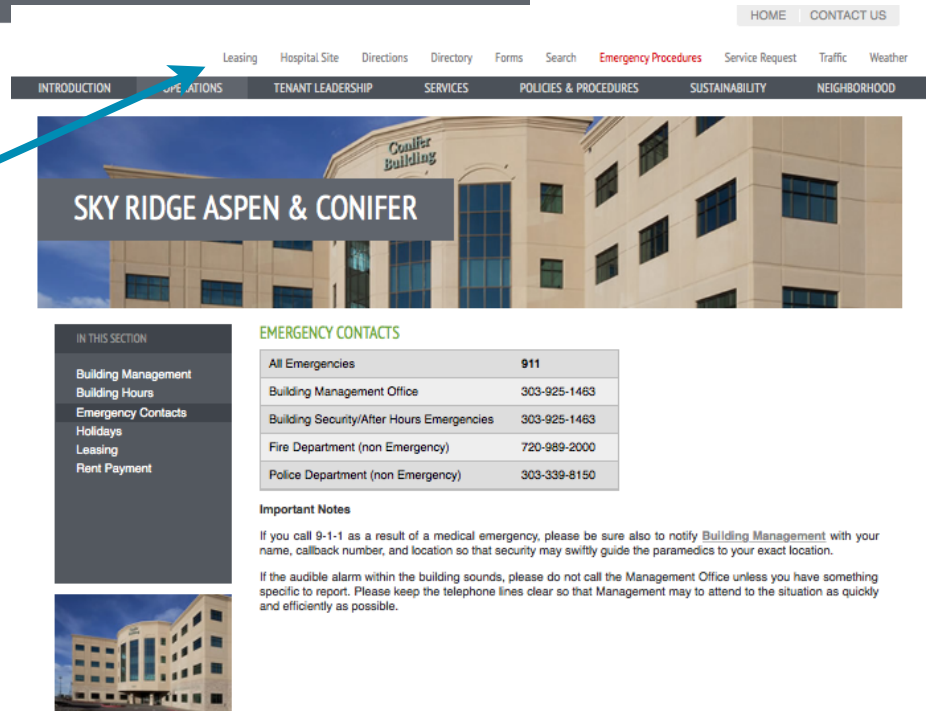 HOME CONTACT US
Leasing Hospital Site Directions Directory Forms Search Emergency Procedures Service Request Traffic Weather
INTRODUCTION OPERATIONS TENANT LEADERSHIP SERVICES POLICIES & PROCEDURES SUSTAINABILITY NEIGHBORHOOD
Conifer
Building
SKY RIDGE ASPEN & CONIFER
IN THIS SECTION
Building Management
Building Hours
Emergency Contacts
Holidays
Leasing
Rent Payment
EMERGENCY CONTACTS
All Emergencies 911
Building Management Office 303-925-1463
Building Security/After Hours Emergencies 303-925-1463
Fire Department (non Emergency) 720-989-2000
Police Department (non Emergency) 303-339-8150
Important Notes
If you call 9-1-1 as a result of a medical emergency, please be sure also to notify Building Management with your
name, callback number, and location so that security may swiftly guide the paramedics to your exact location.
If the audible alarm within the building sounds, please do not call the Management Office unless you have something
specific to report. Please keep the telephone lines clear so that Management may to attend to the situation as quickly
and efficiently as possible.